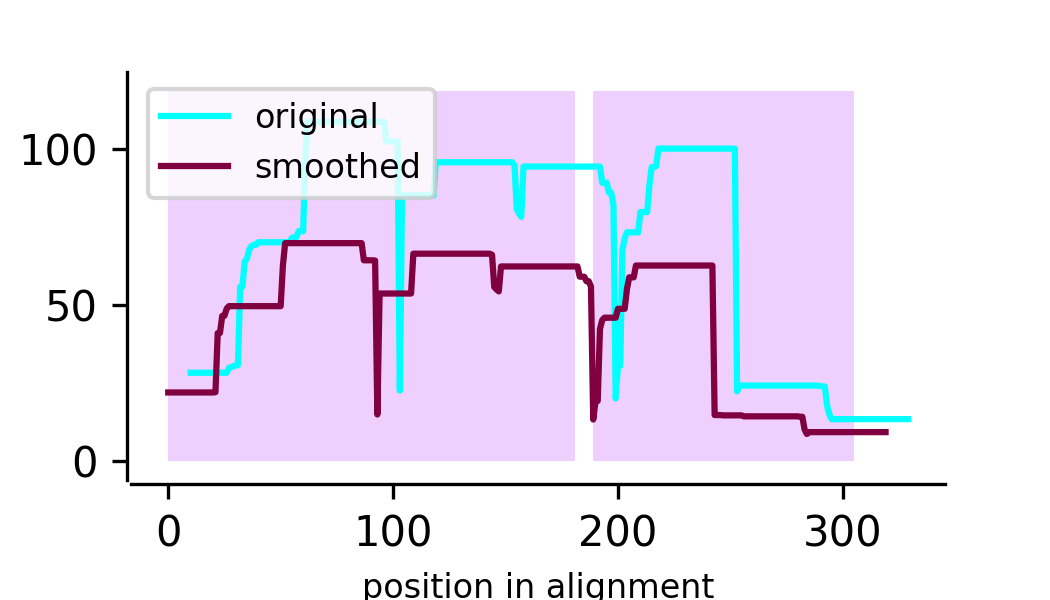 original
smoothed
100
50
0
0 100 200 300
position in alignment